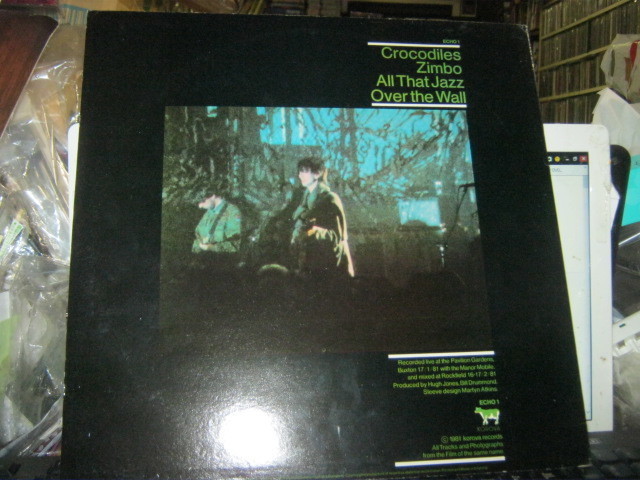 ECHO 1
Crocodiles
Zimbo
All That Jazz
Over the Wall
Recorded live at the Pavilion Gardens,
Buxton 17/1/81 with the Manor Mobile,
and mixed at Rockfield 16-17/2/81
Produced by Hugh Jones, Bill Drummond,
Sleeve design Martyn Atkins.
ECHO 1
KOROVA
© 1981 korova records
All Tracks and Photographs
from the Film of the same name